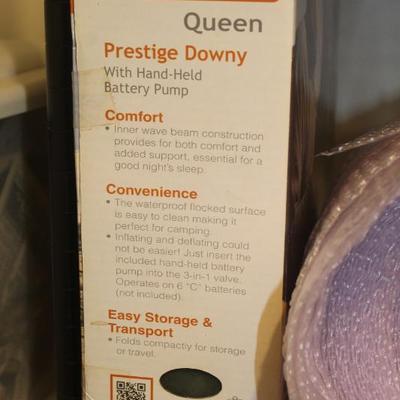 Queen
Prestige Downy
With Hand-Held
Battery Pump
Comfort
• Inner wave beam construction
provides for both comfort and
added support, essential for a
good night's sleep.
Convenience
• The waterproof flocked surface
is easy to clean making it
perfect for camping.
• Inflating and deflating could
not be easier! Just insert the
included hand-held battery
pump into the 3-in-1 valve.
Operates on 6 "C" batteries
(not included).
Easy Storage &
Transport
• Folds compactly for storage
or travel.